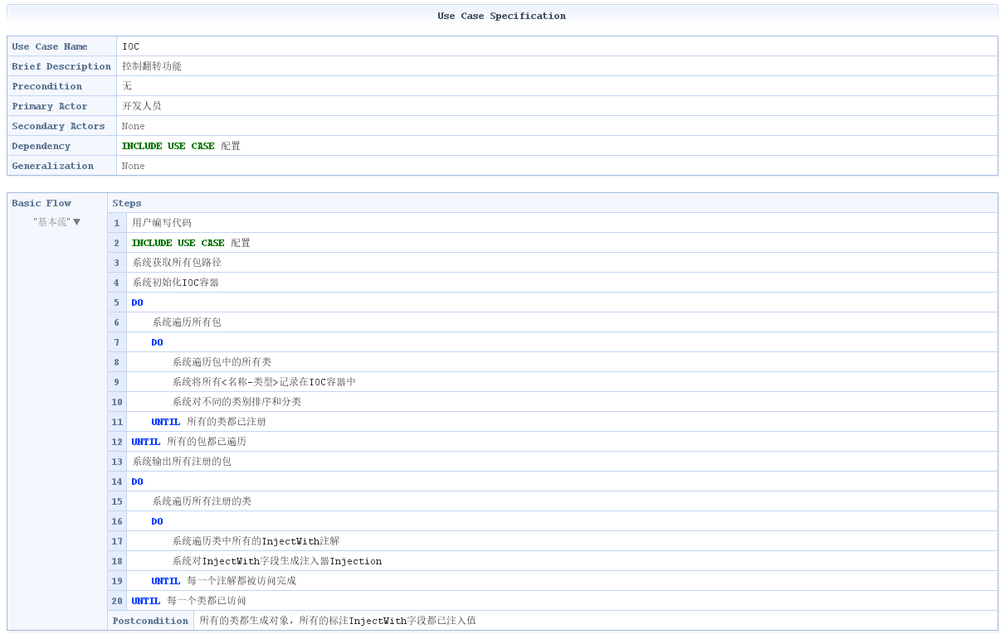 Use Case Specification
Use Case Name IOC
Brief Description 控制翻转功能
Precondition 无
Primary Actor 开发人员
Secondary Actors None
Dependency INCLUDE USE CASE 配置
Generalization None
Basic Flow Steps
"基本流"▼
1 用户编写代码
2 INCLUDE USE CASE 配置
3 系统获取所有包路径
4 系统初始化IOC容器
5 DO
6 系统遍历所有包
7 DO
8 系统遍历包中的所有类
9 系统将所有<名称-类型>记录在IOC容器中
10 系统对不同的类别排序和分类
11 UNTIL 所有的类都已注册
12 UNTIL 所有的包都已遍历
13 系统输出所有注册的包
14 DO
15 系统遍历所有注册的类
16 DO
17 系统遍历类中所有的InjectWith注解
18 系统对InjectWith字段生成注入器Injection
19 UNTIL 每一个注解都被访问完成
20 UNTIL 每一个类都已访问
Postcondition 所有的类都生成对象，所有的标注InjectWith字段都已注入值